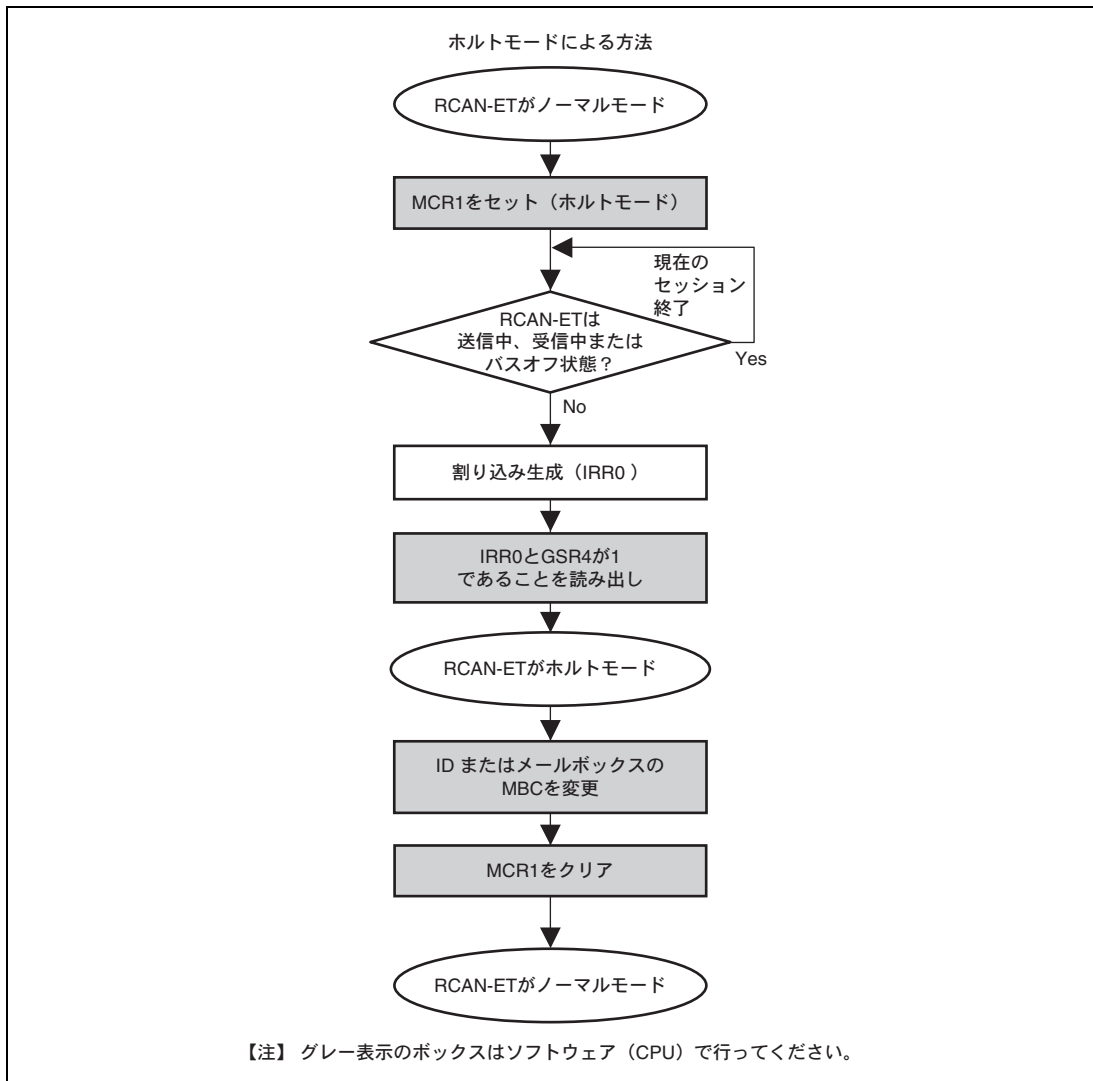 ホルトモードによる方法
RCAN-ETがノーマルモード
MCR1をセット（ホルトモード）
現在の
セッション
終了
RCAN-ETは
送信中、受信中または
バスオフ状態？
Yes
No
割り込み生成（IRR0 ）
IRR0とGSR4が1
であることを読み出し
RCAN-ETがホルトモード
ID またはメールボックスの
MBCを変更
MCR1をクリア
RCAN-ETがノーマルモード
【注】 グレー表示のボックスはソフトウェア（CPU）で行ってください。